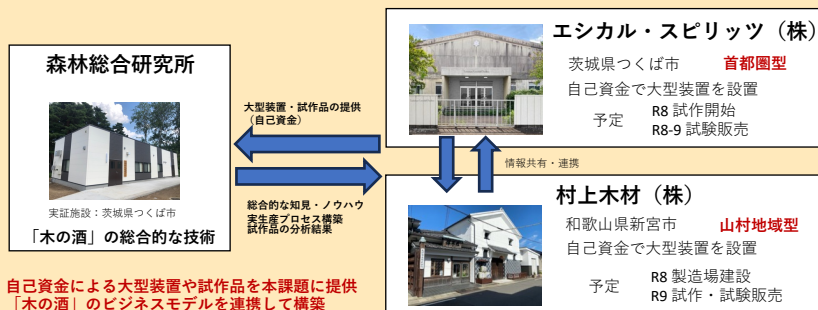 森林総合研究所
実証施設：茨城県つくば市
「木の酒」の総合的な技術
大型装置・試作品の提供
（自己資金）
総合的な知見・ノウハウ
実生産プロセス構築
試作品の分析結果
エシカル・スピリッツ（株）
茨城県つくば市 首都圏型
自己資金で大型装置を設置
予定 R8 試作開始
R8-9 試験販売
情報共有・連携
村上木材（株）
和歌山県新宮市 山村地域型
自己資金で大型装置を設置
予定 R8 製造場建設
R9 試作・試験販売
自己資金による大型装置や試作品を本課題に提供
「木の酒」のビジネスモデルを連携して構築